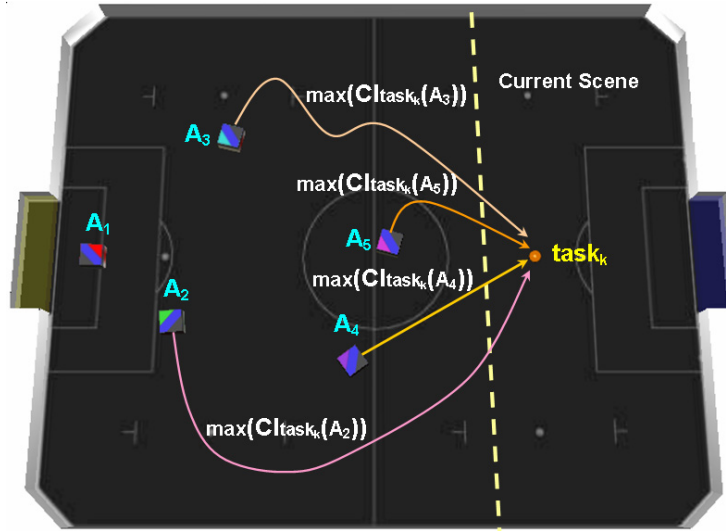 Current Scene
max(CItaskₖ(A₃))
A₃
max(CItaskₖ(A₅))
A₁
A₅
taskₖ
max(CItaskₖ(A₄))
A₂
A₄
max(CItaskₖ(A₂))